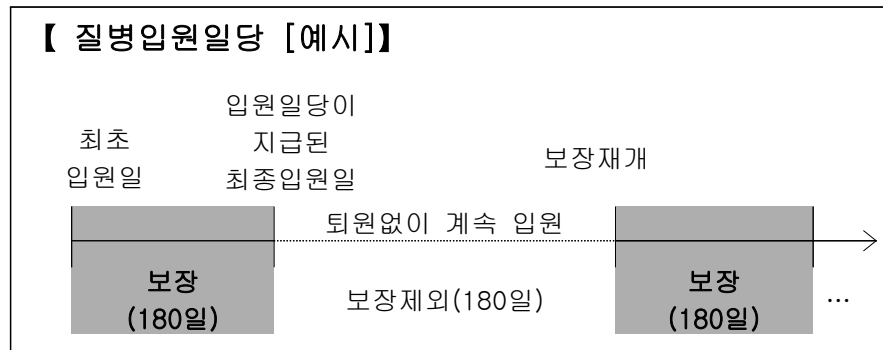 【 질병입원일당 [예시]】
최초
입원일
입원일당이
지급된
최종입원일
보장재개
퇴원없이 계속 입원
보장
(180일)
보장제외(180일)
보장
(180일)
…